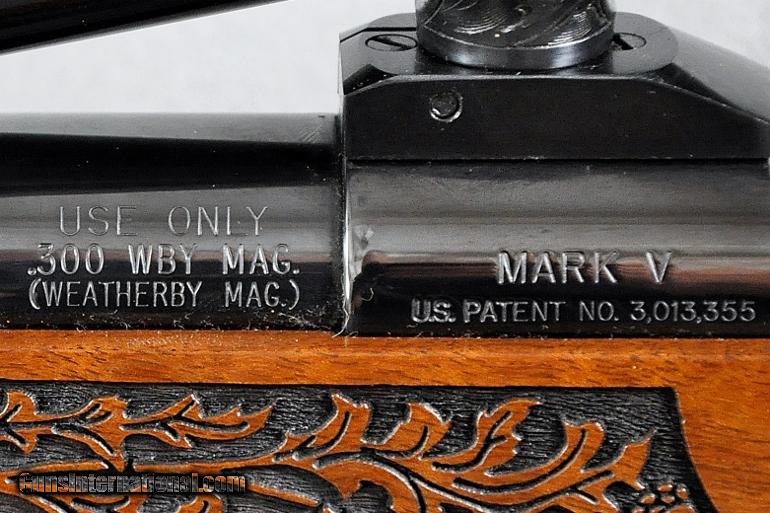 USE ONLY
.300 WBY MAG.
(WEATHERBY MAG.)
MARK V
U.S. PATENT NO. 3,013,355
GunsInternational.com